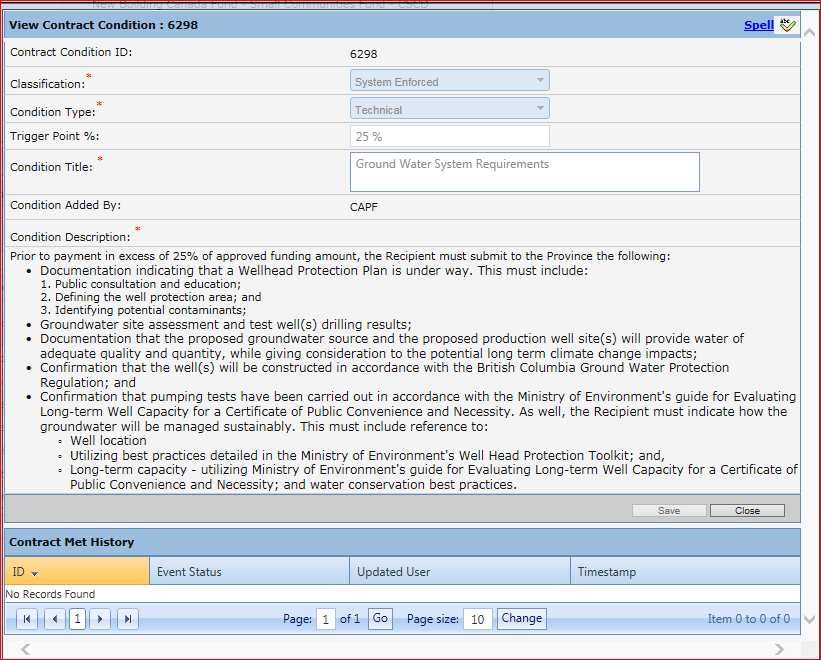 New Building Canada Fund - Small Communities Fund - CSCD
View Contract Condition : 6298
Spell
Contract Condition ID:
6298
Classification:*
System Enforced
Condition Type:*
Technical
Trigger Point %:
25 %
Condition Title: *
Ground Water System Requirements
Condition Added By:
CAPF
Condition Description: *
Prior to payment in excess of 25% of approved funding amount, the Recipient must submit to the Province the following:
• Documentation indicating that a Wellhead Protection Plan is under way. This must include:
1. Public consultation and education;
2. Defining the well protection area; and
3. Identifying potential contaminants;
• Groundwater site assessment and test well(s) drilling results;
• Documentation that the proposed groundwater source and the proposed production well site(s) will provide water of
adequate quality and quantity, while giving consideration to the potential long term climate change impacts;
• Confirmation that the well(s) will be constructed in accordance with the British Columbia Ground Water Protection
Regulation; and
• Confirmation that pumping tests have been carried out in accordance with the Ministry of Environment's guide for Evaluating
Long-term Well Capacity for a Certificate of Public Convenience and Necessity. As well, the Recipient must indicate how the
groundwater will be managed sustainably. This must include reference to:
◦ Well location
◦ Utilizing best practices detailed in the Ministry of Environment's Well Head Protection Toolkit; and,
◦ Long-term capacity - utilizing Ministry of Environment's guide for Evaluating Long-term Well Capacity for a Certificate of
Public Convenience and Necessity; and water conservation best practices.
Save
Close
Contract Met History
ID
Event Status
Updated User
Timestamp
No Records Found
1
Page: 1 of 1 Go Page size: 10 Change
Item 0 to 0 of 0